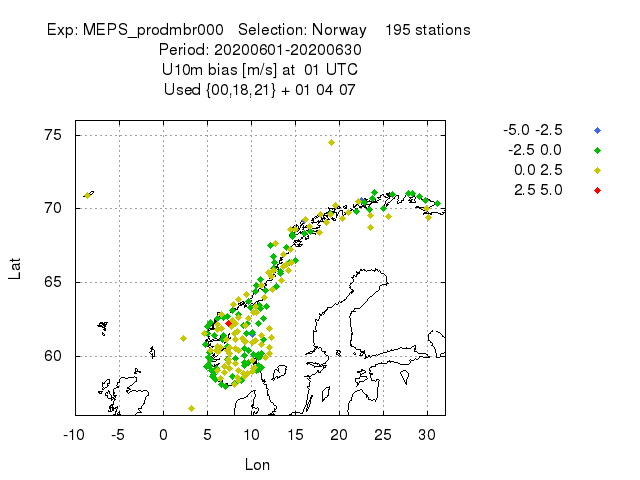 Exp: MEPS_prodmbr000   Selection: Norway    195 stations
Period: 20200601-20200630
U10m bias [m/s] at  01 UTC
Used {00,18,21} + 01 04 07
-5.0 -2.5
-2.5 0.0
0.0 2.5
2.5 5.0
75
70
65
60
Lat
-10 -5 0 5 10 15 20 25 30
Lon